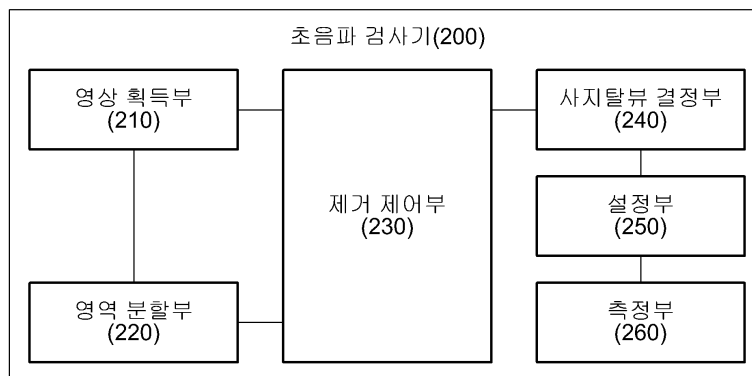 초음파 검사기(200)
영상 획득부
(210)
영역 분할부
(220)
제거 제어부
(230)
사지탈뷰 결정부
(240)
설정부
(250)
측정부
(260)